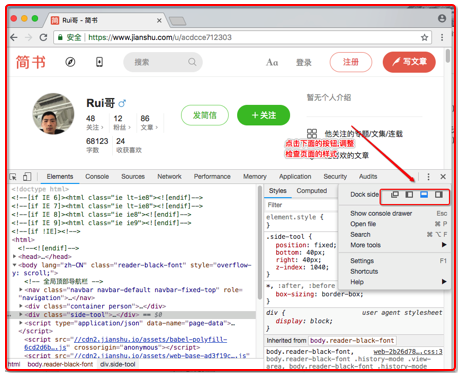 简 Rui哥 - 简书
安全 https://www.jianshu.com/u/acdcce712303
简书
搜索
Aa 登录 注册 写文章
Rui哥
48 12 86
关注 粉丝 文章
68123 24
字数 收获喜欢
发简信 + 关注
暂无个人介绍
他关注的专题/文集/连载
欢的文章
点击下面的按钮,调整
检查页面的样式
Elements Console Sources Network Performance Memory Application Security Audits
<!doctype html>
<!--[if IE 6]><html class="ie lt-ie8"><![endif]-->
<!--[if IE 7]><html class="ie lt-ie8"><![endif]-->
<!--[if IE 8]><html class="ie ie8"><![endif]-->
<!--[if IE 9]><html class="ie ie9"><![endif]-->
<!--[if !IE]><!-->
<html>
<!--<![endif]-->
<head>…</head>
<body lang="zh-CN" class="reader-black-font" style="overflow-
y: scroll;">
<!-- 全局顶部导航栏 -->
<nav class="navbar navbar-default navbar-fixed-top" role=
"navigation">…</nav>
<div class="container person">…</div>
<div class="side-tool">…</div> == $0
<script type="application/json" data-name="page-data">…
</script>
<script src="//cdn2.jianshu.io/assets/babel-polyfill-
6cd2d6b….js" crossorigin="anonymous"></script>
<script src="//cdn2.jianshu.io/assets/web-base-ad3f19c….js"
html body.reader-black-font div.side-tool
Styles Computed
Filter
element.style {
}
.side-tool {
position: fixed;
bottom: 40px;
right: 40px;
z-index: 1040;
}
*, :after, :before {
box-sizing: border-box;
}
div { user agent stylesheet
display: block;
}
Inherited from body.reader-black-font
body.reader-black-font, web-2b26d78….css:3
body.reader-black-font .history-mode .view-
area, body.reader-black-font .history-mode
Dock side
Show console drawer Esc
Open file ⌘ P
Search ⌘ ⌥ F
More tools
Settings F1
Shortcuts
Help